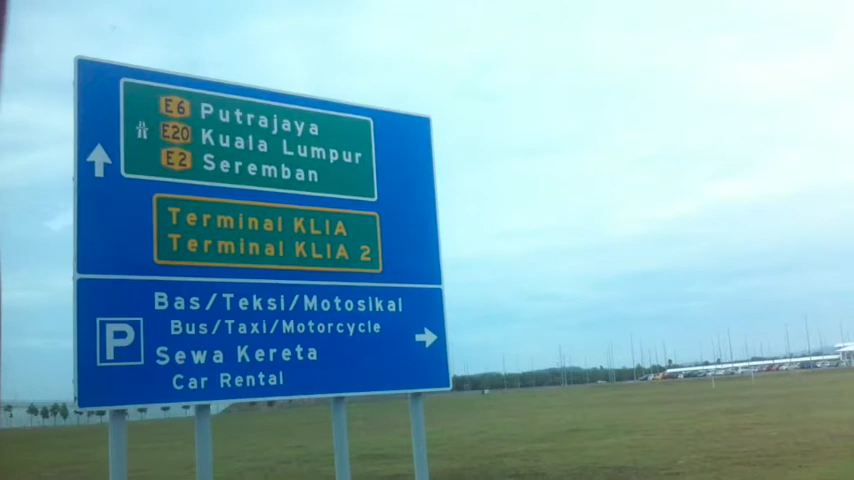 E6 Putrajaya
E20 Kuala Lumpur
E2 Seremban
Terminal KLIA
Terminal KLIA 2
Bas/Teksi/Motosikal
Bus/Taxi/Motorcycle
P
Sewa Kereta
Car Rental